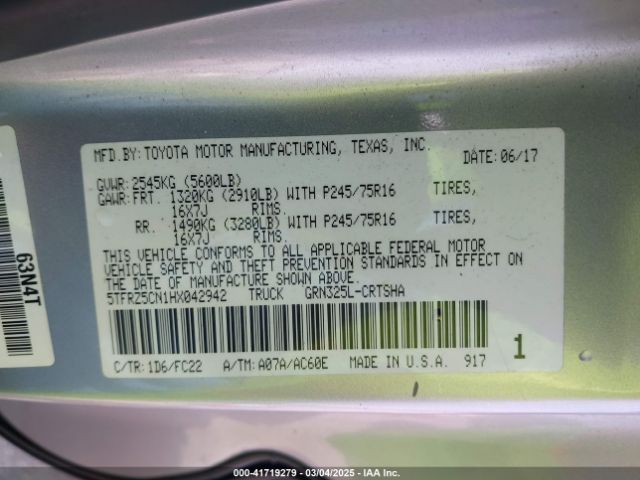 MFD.BY:TOYOTA MOTOR MANUFACTURING, TEXAS, INC. DATE:06/17
GVWR:2545KG (5600LB)
GAWR:FRT. 1320KG (2910LB) WITH P245/75R16 TIRES,
16X7J RIMS.
RR. 1490KG (3280LB) WITH P245/75R16 TIRES,
16X7J RIMS.
THIS VEHICLE CONFORMS TO ALL APPLICABLE FEDERAL MOTOR
VEHICLE SAFETY AND THEFT PREVENTION STANDARDS IN EFFECT ON
THE DATE OF MANUFACTURE SHOWN ABOVE.
5TFRZ5CN1HX042942 TRUCK GRN325L-CRTSHA
1
C/TR:1D6/FC22 A/TM:A07A/AC60E MADE IN U.S.A. 917
63N4T
000-41719279 - 03/04/2025 - IAA Inc.